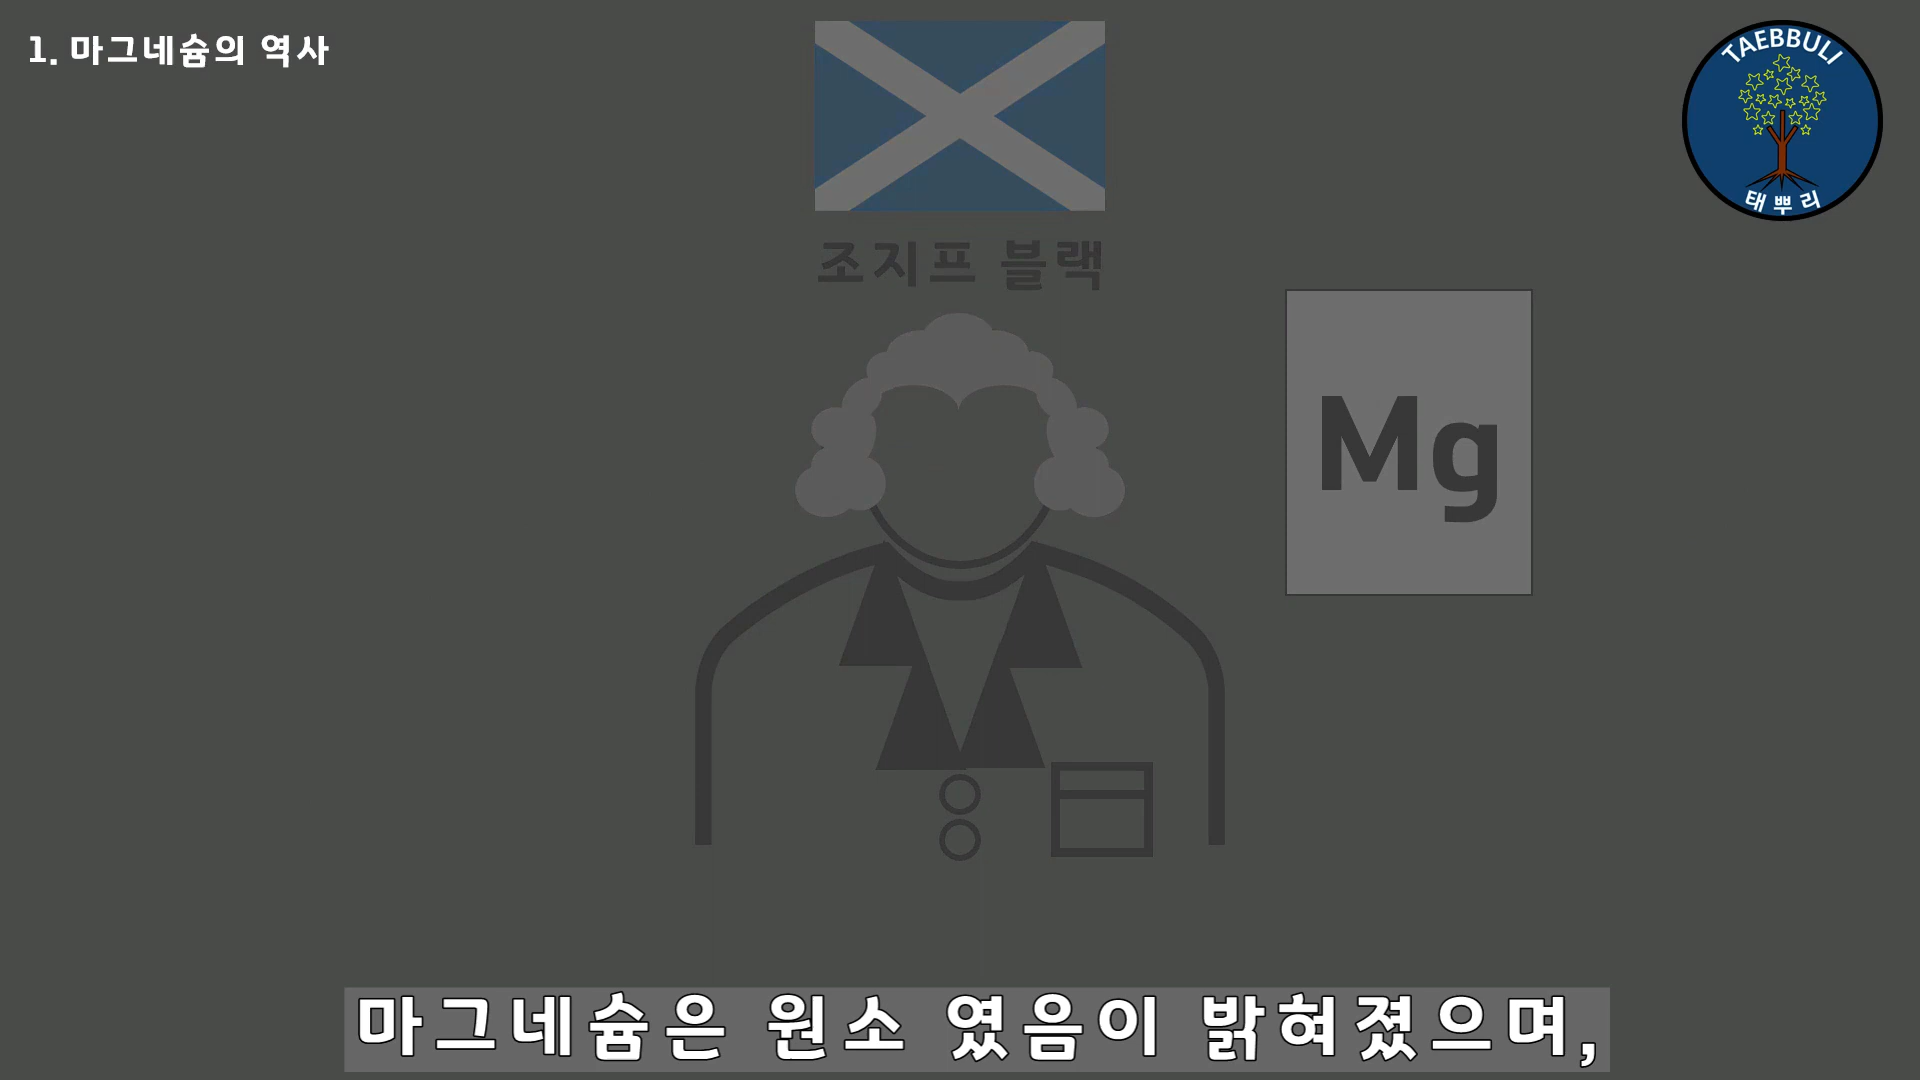 1. 마그네슘의 역사
TAEBBULI
태뿌리
조지프 블랙
Mg
마그네슘은 원소 였음이 밝혀졌으며,